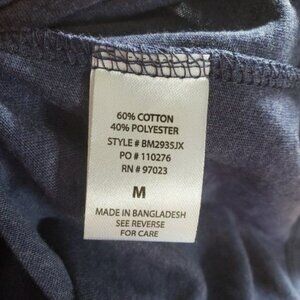 60% COTTON
40% POLYESTER
STYLE # BM2935JX
PO # 110276
RN # 97023
M
MADE IN BANGLADESH
SEE REVERSE
FOR CARE